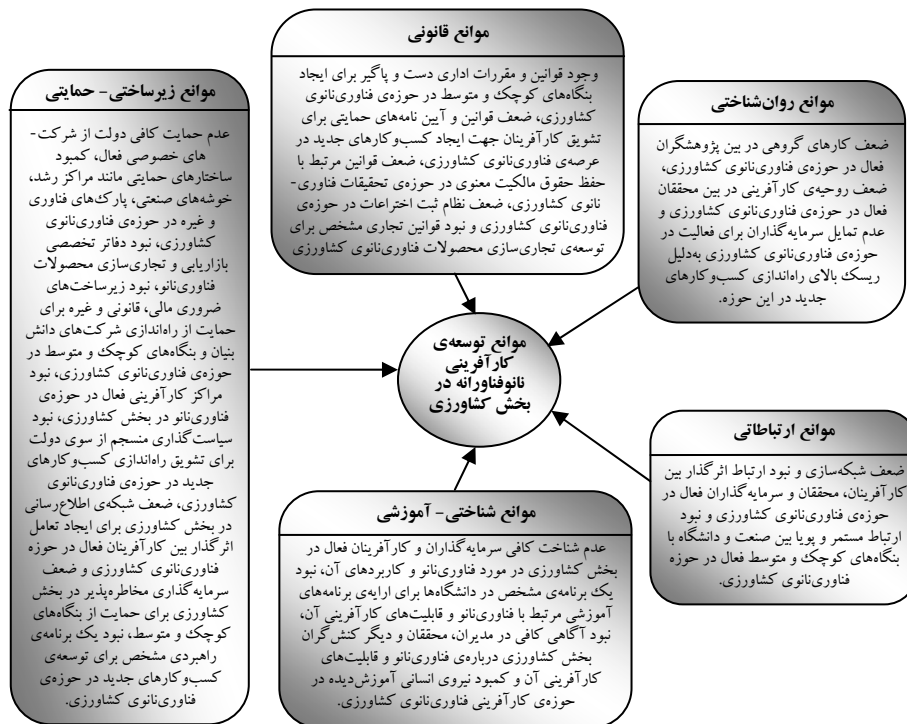 موانع قانونی
وجود قوانین و مقررات اداری دست و پاگیر برای ایجاد
بنگاه‌های کوچک و متوسط در حوزه‌ی فناوری‌نانوی
کشاورزی، ضعف قوانین و آیین نامه‌های حمایتی برای
تشویق کارآفرینان جهت ایجاد کسب‌وکارهای جدید در
عرصه‌ی فناوری‌نانوی کشاورزی، ضعف قوانین مرتبط با
حفظ حقوق مالکیت معنوی در حوزه‌ی تحقیقات فناوری-
نانوی کشاورزی، ضعف نظام ثبت اختراعات در حوزه‌ی
فناوری‌نانوی کشاورزی و نبود قوانین تجاری مشخص برای
توسعه‌ی تجاری‌سازی محصولات فناوری‌نانوی کشاورزی
موانع روان‌شناختی
ضعف کارهای گروهی در بین پژوهشگران
فعال در حوزه‌ی فناوری‌نانوی کشاورزی،
ضعف روحیه‌ی کارآفرینی در بین محققان
فعال در حوزه‌ی فناوری‌نانوی کشاورزی و
عدم تمایل سرمایه‌گذاران برای فعالیت در
حوزه‌ی فناوری‌نانوی کشاورزی به‌دلیل
ریسک بالای راه‌اندازی کسب‌وکارهای
جدید در این حوزه.
موانع زیرساختی- حمایتی
عدم حمایت کافی دولت از شرکت-
های خصوصی فعال، کمبود
ساختارهای حمایتی مانند مراکز رشد،
خوشه‌های صنعتی، پارک‌های فناوری
و غیره در حوزه‌ی فناوری‌نانوی
کشاورزی، نبود دفاتر تخصصی
بازاریابی و تجاری‌سازی محصولات
فناوری‌نانو، نبود زیرساخت‌های
ضروری مالی، قانونی و غیره برای
حمایت از راه‌اندازی شرکت‌های دانش
بنیان و بنگاه‌های کوچک و متوسط در
حوزه‌ی فناوری‌نانوی کشاورزی، نبود
مراکز کارآفرینی فعال در حوزه‌ی
فناوری‌نانو در بخش کشاورزی، نبود
سیاست‌گذاری منسجم از سوی دولت
برای تشویق راه‌اندازی کسب‌وکارهای
جدید در حوزه‌ی فناوری‌نانوی
کشاورزی، ضعف شبکه‌ی اطلاع‌رسانی
در بخش کشاورزی برای ایجاد تعامل
اثرگذار بین کارآفرینان فعال در حوزه
فناوری‌نانوی کشاورزی و ضعف
سرمایه‌گذاری مخاطره‌پذیر در بخش
کشاورزی برای حمایت از بنگاه‌های
کوچک و متوسط، نبود یک برنامه‌ی
راهبردی مشخص برای توسعه‌ی
کسب‌وکارهای جدید در حوزه‌ی
فناوری‌نانوی کشاورزی.
موانع توسعه‌ی
کارآفرینی
نانوفناورانه در
بخش کشاورزی
موانع ارتباطاتی
ضعف شبکه‌سازی و نبود ارتباط اثرگذار بین
کارآفرینان، محققان و سرمایه‌گذاران فعال در
حوزه‌ی فناوری‌نانوی کشاورزی و نبود
ارتباط مستمر و پویا بین صنعت و دانشگاه با
بنگاه‌های کوچک و متوسط فعال در حوزه
فناوری‌نانوی کشاورزی.
موانع شناختی- آموزشی
عدم شناخت کافی سرمایه‌گذاران و کارآفرینان فعال در
بخش کشاورزی در مورد فناوری‌نانو و کاربردهای آن، نبود
یک برنامه‌ی مشخص در دانشگاه‌ها برای ارایه‌ی برنامه‌های
آموزشی مرتبط با فناوری‌نانو و قابلیت‌های کارآفرینی آن،
نبود آگاهی کافی در مدیران، محققان و دیگر کنش‌گران
بخش کشاورزی درباره‌ی فناوری‌نانو و قابلیت‌های
کارآفرینی آن و کمبود نیروی انسانی آموزش‌دیده در
حوزه‌ی کارآفرینی فناوری‌نانوی کشاورزی.